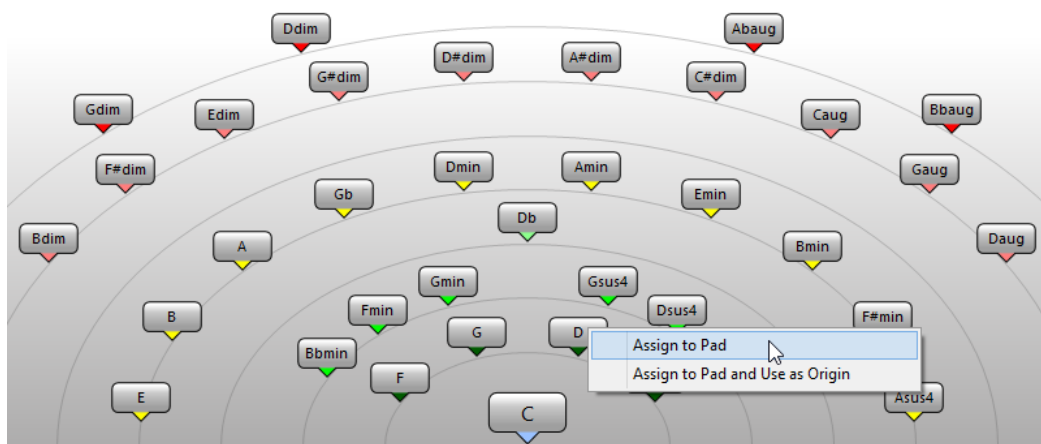 Ddim
Abaug
D#dim
A#dim
G#dim
C#dim
Gdim
Edim
Caug
Bbaug
F#dim
Dmin
Amin
Gaug
Gb
Emin
Bdim
A
Db
Bmin
Daug
Gmin
Gsus4
B
Fmin
Dsus4
F#min
G
D
Assign to Pad
Bbmin
Assign to Pad and Use as Origin
F
E
C
Asus4